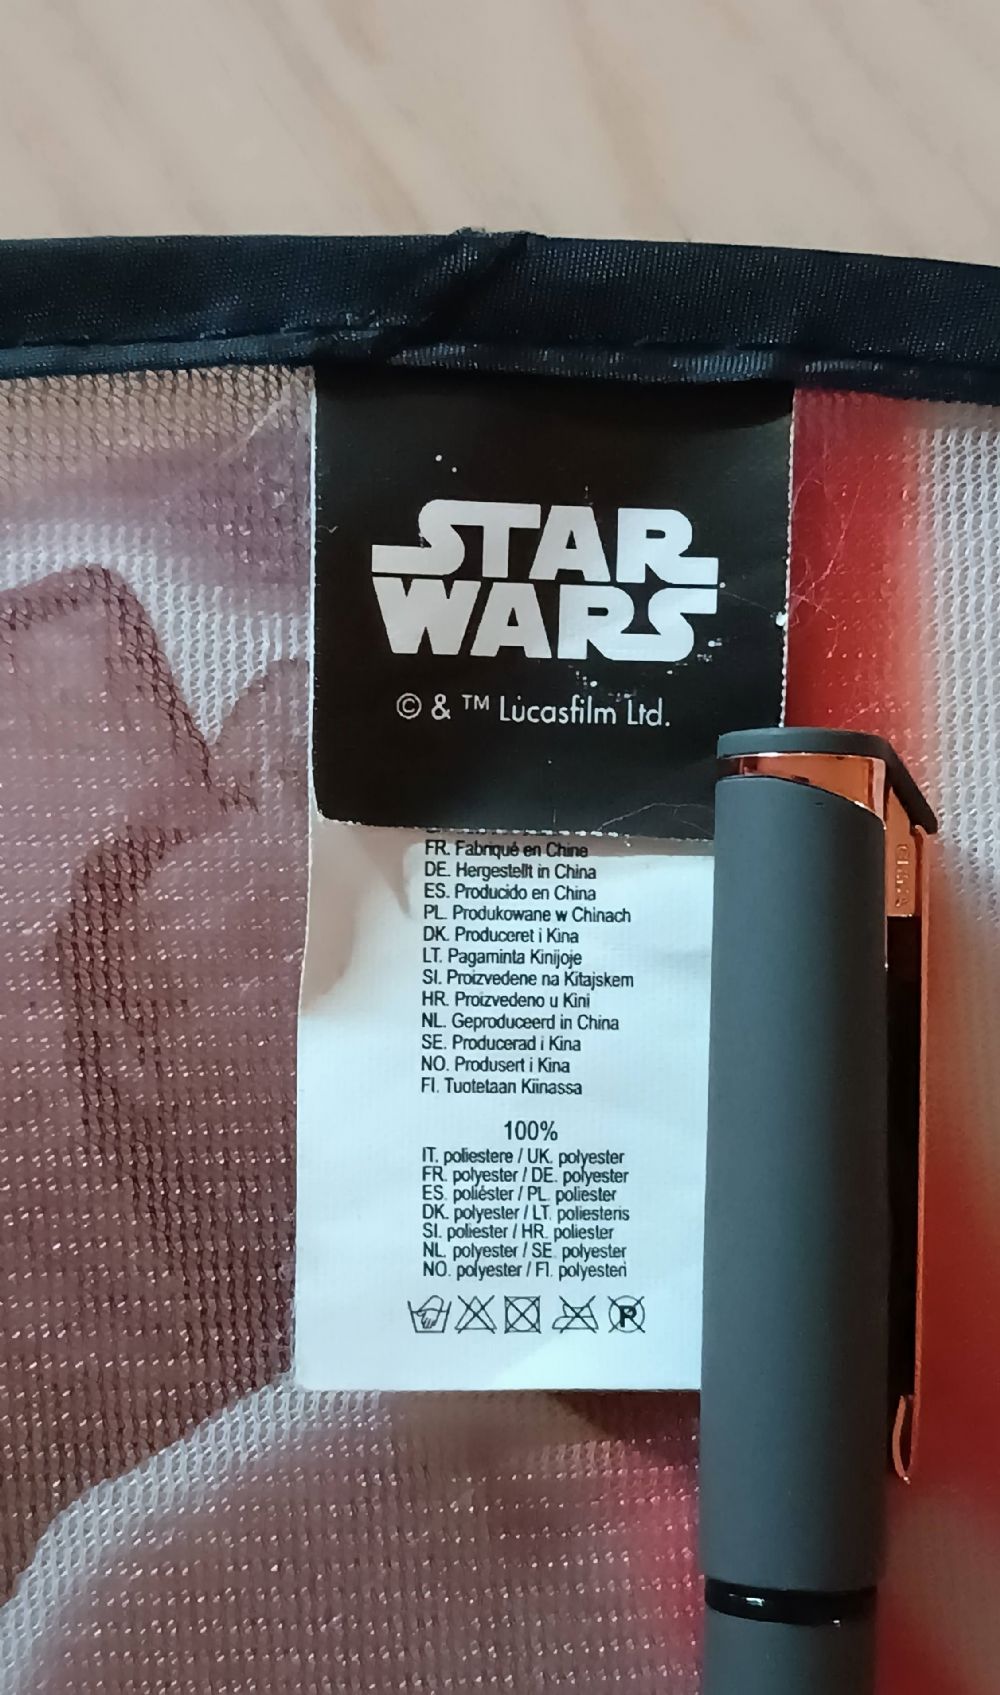 STAR
WARS
™
© & ™ Lucasfilm Ltd.
FR. Fabriqué en Chine
DE. Hergestellt in China
ES. Producido en China
PL. Produkowane w Chinach
DK. Produceret i Kina
LT. Pagaminta Kinijoje
SI. Proizvedene na Kitajskem
HR. Proizvedeno u Kini
NL. Geproduceerd in China
SE. Producerad i Kina
NO. Produsert i Kina
FI. Tuotetaan Kiinassa
100%
IT. poliestere / UK. polyester
FR. polyester / DE. polyester
ES. poliéster / PL. poliester
DK. polyester / LT. poliesteris
SI. poliester / HR. poliester
NL. polyester / SE. polyester
NO. polyester / FI. polyesteri
P